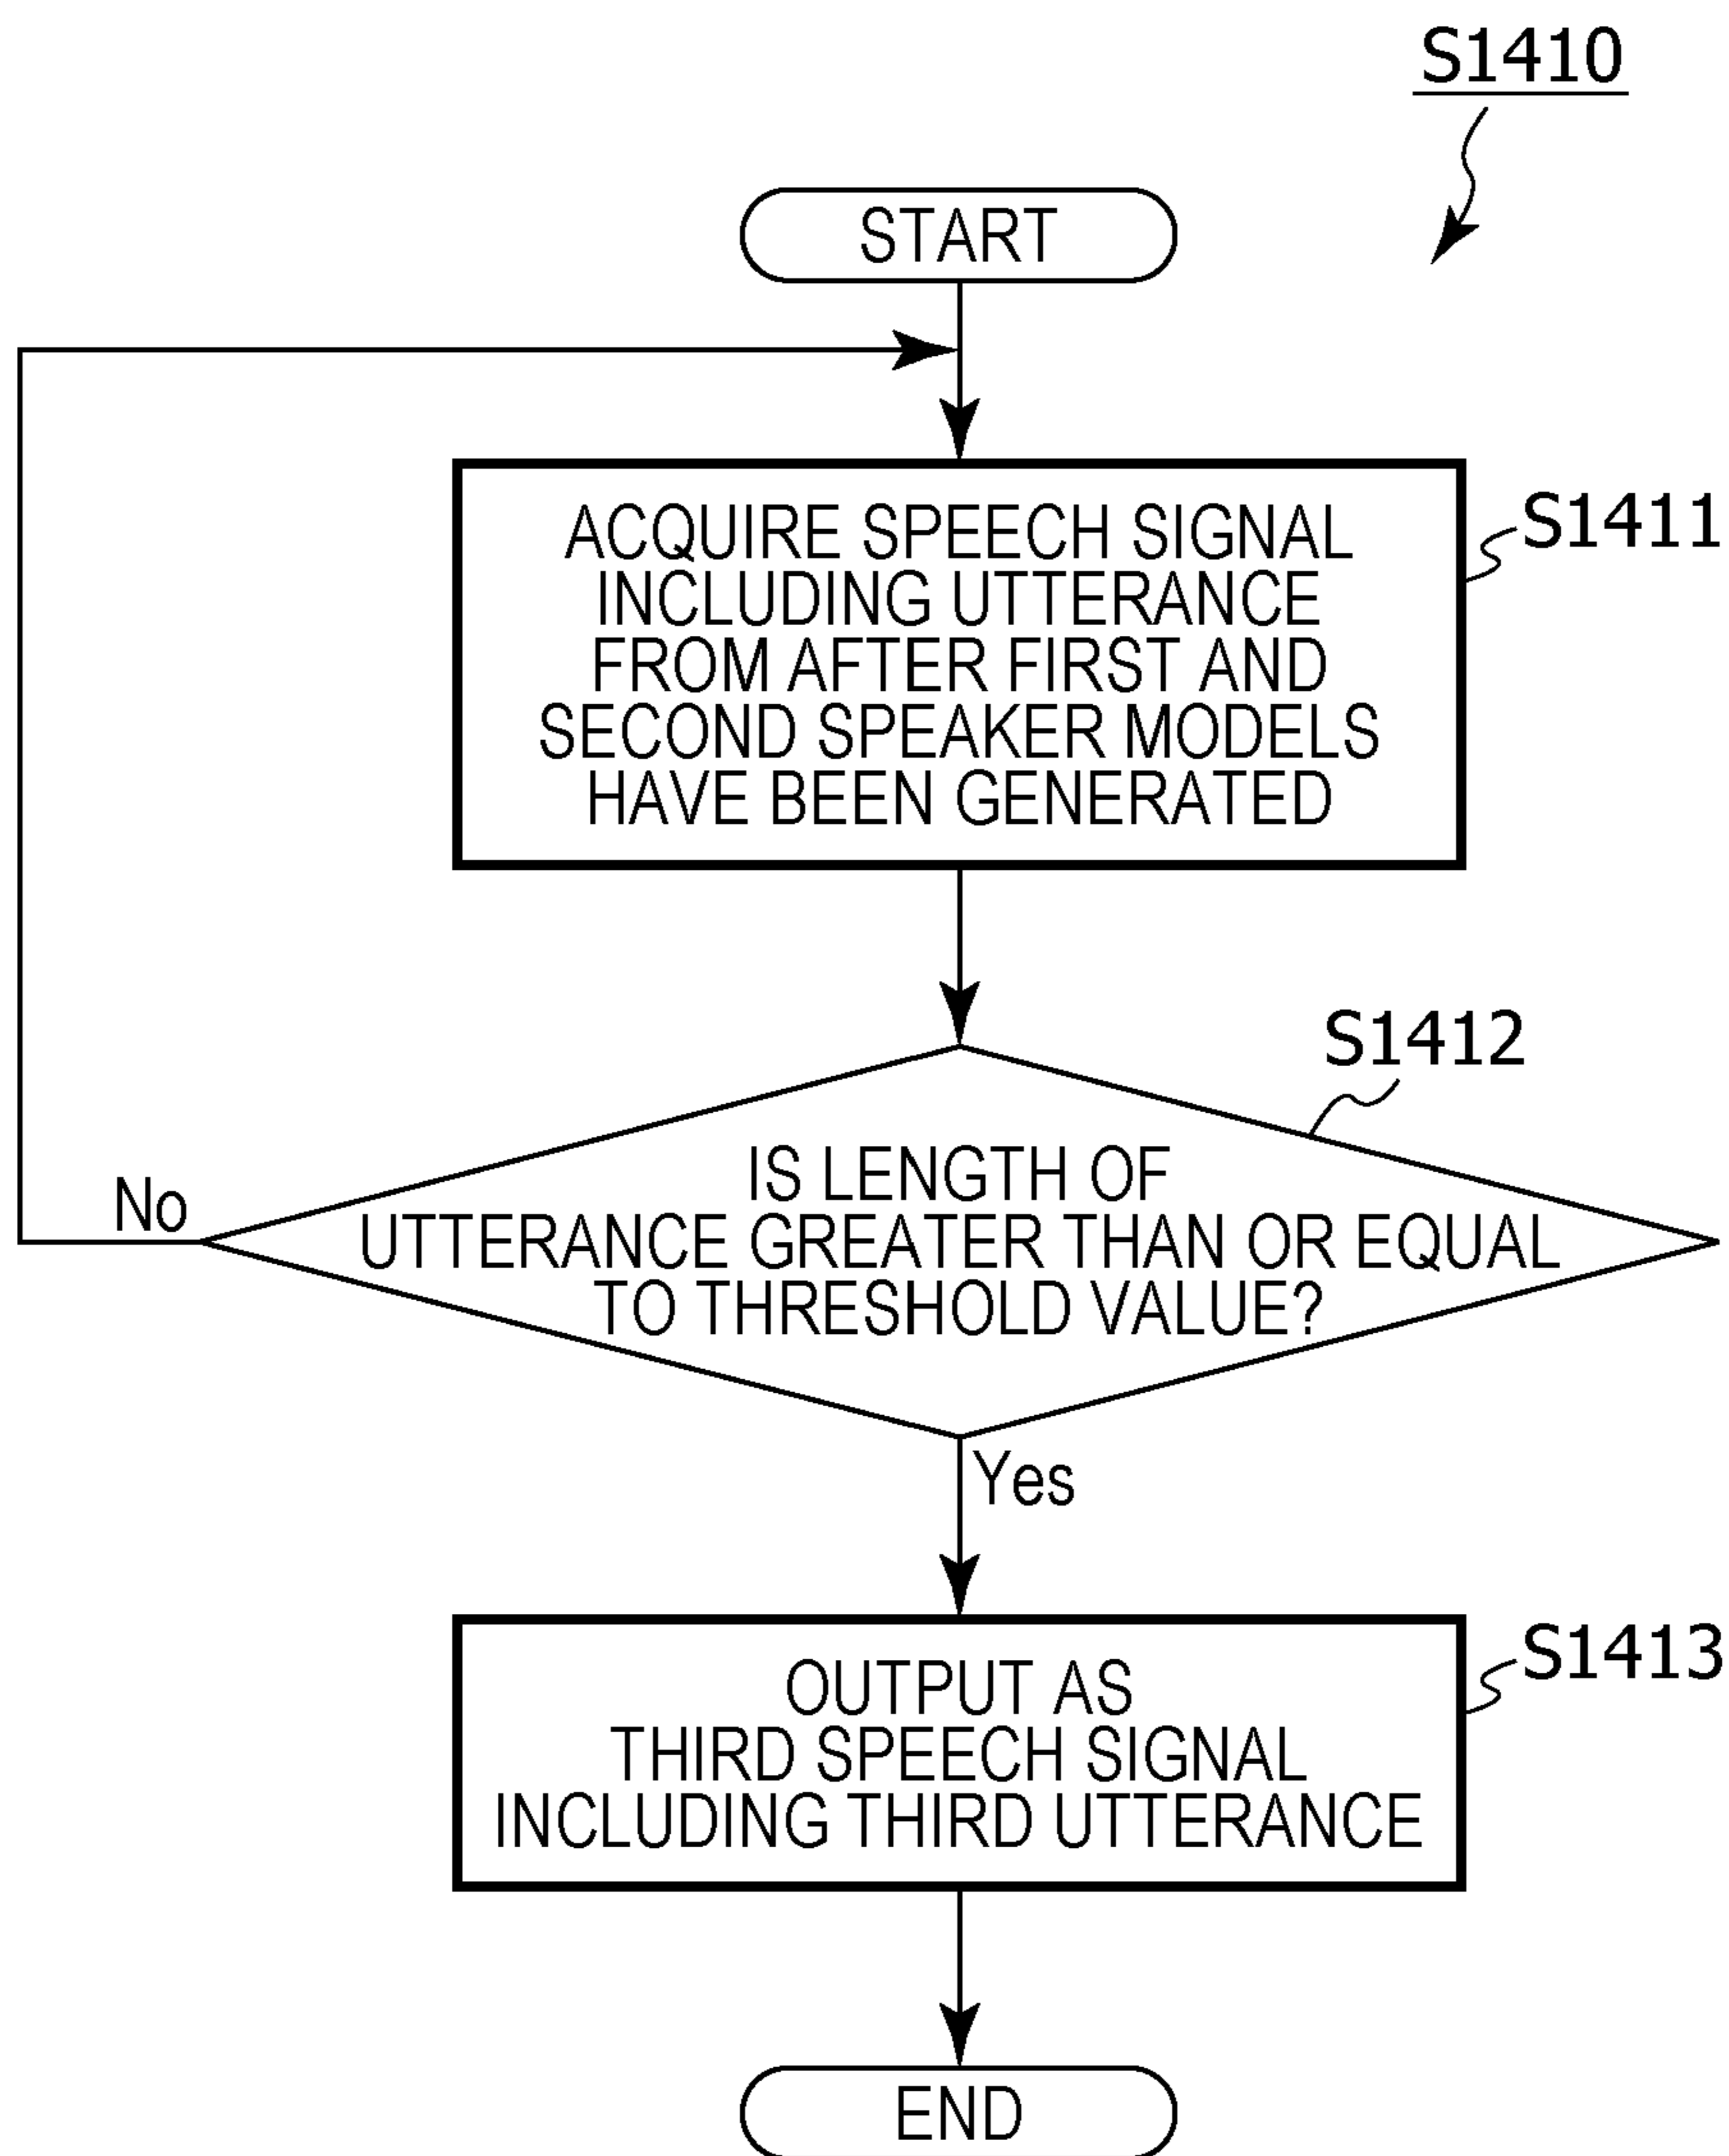 S1410
START
ACQUIRE SPEECH SIGNAL
INCLUDING UTTERANCE
FROM AFTER FIRST AND
SECOND SPEAKER MODELS
HAVE BEEN GENERATED
S1411
S1412
IS LENGTH OF
UTTERANCE GREATER THAN OR EQUAL
TO THRESHOLD VALUE?
No
Yes
OUTPUT AS
THIRD SPEECH SIGNAL
INCLUDING THIRD UTTERANCE
S1413
END